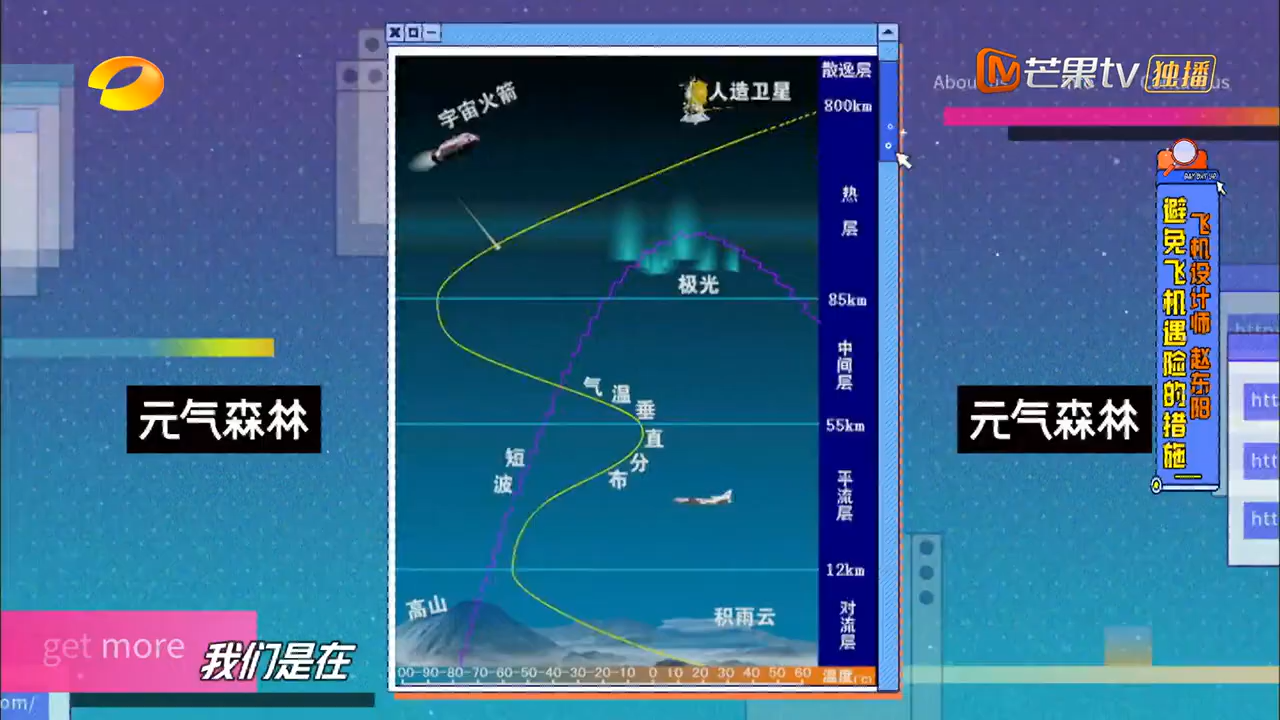 散逸层
宇宙火箭
人造卫星
800km
芒果tv
独播
热层
极光
85km
中间层
气温垂直分布
55km
短波
平流层
12km
高山
积雨云
对流层
-90-80-70-60-50-40-30-20-10 0 10 20 30 40 50 60
温度
元气森林
元气森林
飞机设计师 赵东阳
避免飞机遇险的措施
get more
我们是在